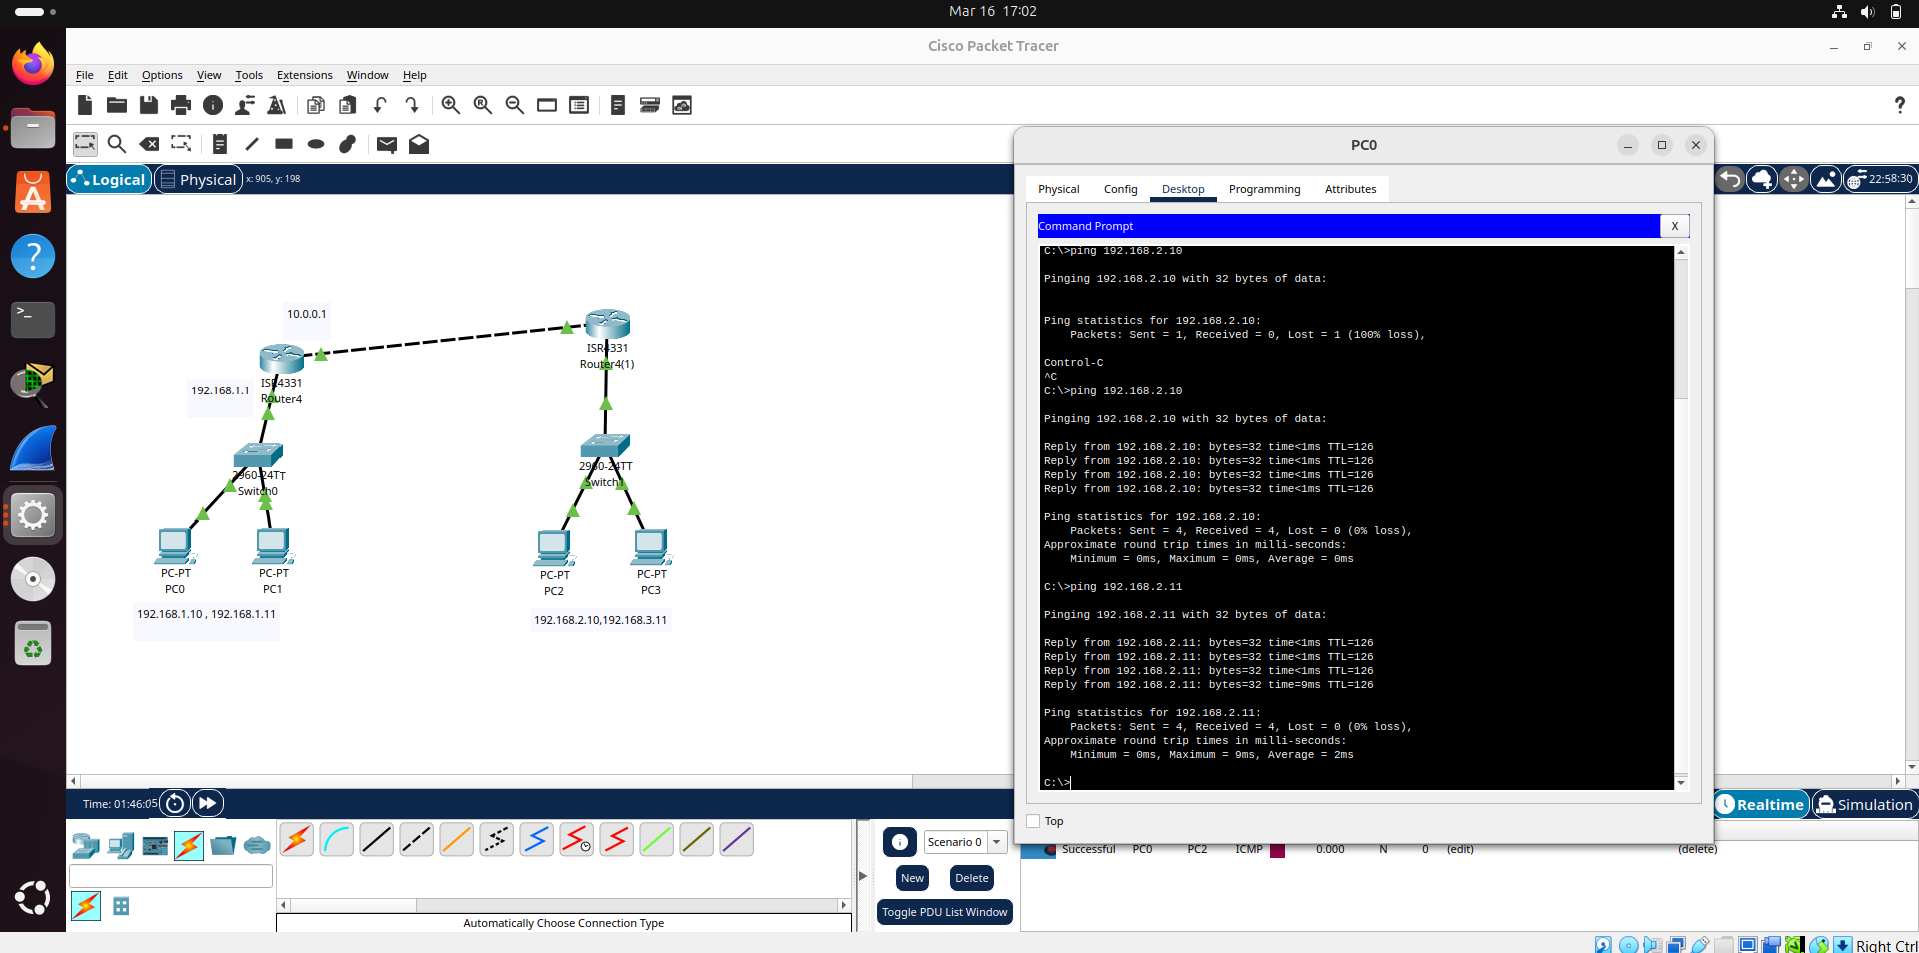 Mar 16 17:02
Cisco Packet Tracer
File Edit Options View Tools Extensions Window Help
?
Logical Physical x: 905, y: 198
22:58:30
10.0.0.1
ISR4331
Router4(1)
192.168.1.1
ISR4331
Router4
2960-24TT
Switch0
2960-24TT
Switch1
PC-PT
PC0
PC-PT
PC1
PC-PT
PC2
PC-PT
PC3
192.168.1.10 , 192.168.1.11
192.168.2.10,192.168.3.11
PC0
Physical Config Desktop Programming Attributes
Command Prompt
X
C:\>ping 192.168.2.10
Pinging 192.168.2.10 with 32 bytes of data:
Ping statistics for 192.168.2.10:
Packets: Sent = 1, Received = 0, Lost = 1 (100% loss),
Control-C
^C
C:\>ping 192.168.2.10
Pinging 192.168.2.10 with 32 bytes of data:
Reply from 192.168.2.10: bytes=32 time<1ms TTL=126
Reply from 192.168.2.10: bytes=32 time<1ms TTL=126
Reply from 192.168.2.10: bytes=32 time<1ms TTL=126
Reply from 192.168.2.10: bytes=32 time<1ms TTL=126
Ping statistics for 192.168.2.10:
Packets: Sent = 4, Received = 4, Lost = 0 (0% loss),
Approximate round trip times in milli-seconds:
Minimum = 0ms, Maximum = 0ms, Average = 0ms
C:\>ping 192.168.2.11
Pinging 192.168.2.11 with 32 bytes of data:
Reply from 192.168.2.11: bytes=32 time<1ms TTL=126
Reply from 192.168.2.11: bytes=32 time<1ms TTL=126
Reply from 192.168.2.11: bytes=32 time<1ms TTL=126
Reply from 192.168.2.11: bytes=32 time=9ms TTL=126
Ping statistics for 192.168.2.11:
Packets: Sent = 4, Received = 4, Lost = 0 (0% loss),
Approximate round trip times in milli-seconds:
Minimum = 0ms, Maximum = 9ms, Average = 2ms
C:\>
Top
Time: 01:46:05
Realtime Simulation
Scenario 0
New Delete
Toggle PDU List Window
Successful PC0 PC2 ICMP 0.000 N 0 (edit) (delete)
Automatically Choose Connection Type
Right Ctrl